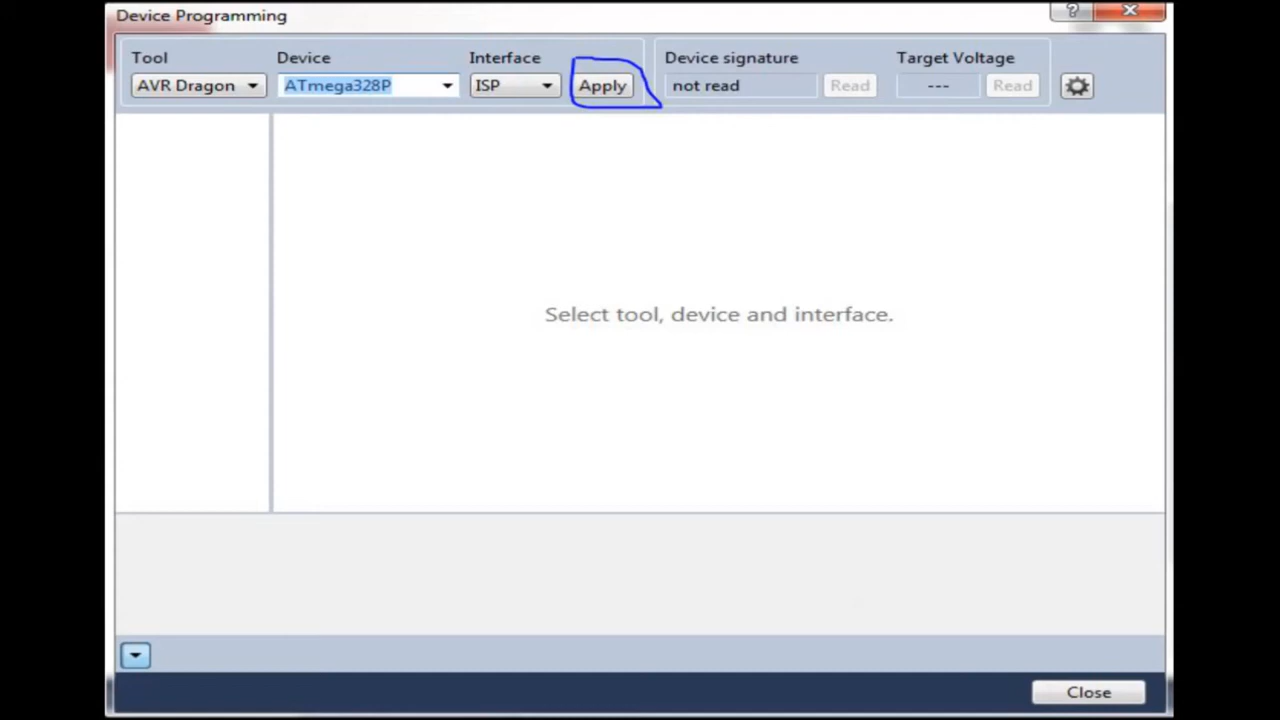 Device Programming
Tool Device Interface Device signature Target Voltage
AVR Dragon ATmega328P ISP Apply not read Read --- Read
Select tool, device and interface.
Close